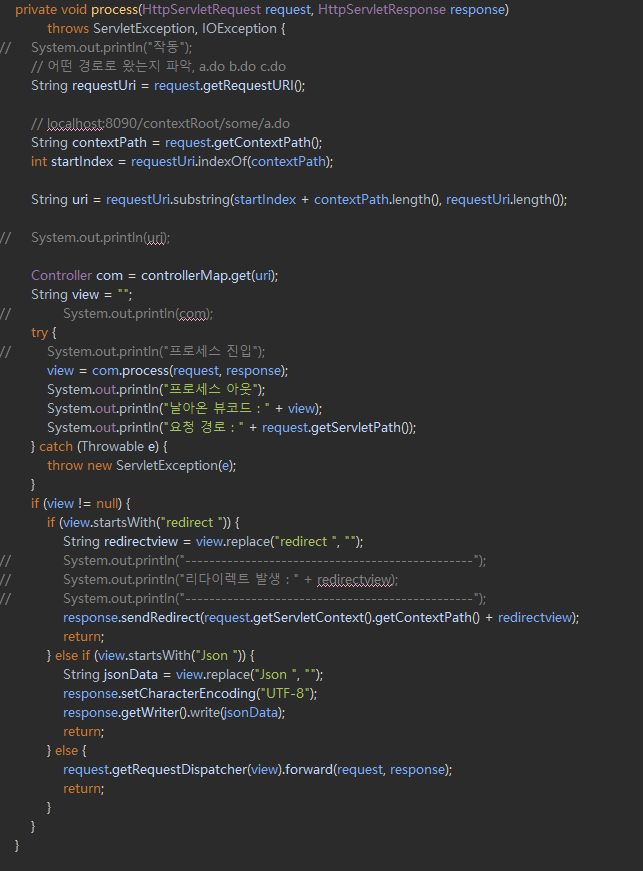 private void process(HttpServletRequest request, HttpServletResponse response)
throws ServletException, IOException {
// System.out.println("작동");
// 어떤 경로로 왔는지 파악, a.do b.do c.do
String requestUri = request.getRequestURI();
// localhost:8090/contextRoot/some/a.do
String contextPath = request.getContextPath();
int startIndex = requestUri.indexOf(contextPath);
String uri = requestUri.substring(startIndex + contextPath.length(), requestUri.length());
// System.out.println(uri);
Controller com = controllerMap.get(uri);
String view = "";
// System.out.println(com);
try {
// System.out.println("프로세스 진입");
view = com.process(request, response);
System.out.println("프로세스 아웃");
System.out.println("날아온 뷰코드 : " + view);
System.out.println("요청 경로 : " + request.getServletPath());
} catch (Throwable e) {
throw new ServletException(e);
}
if (view != null) {
if (view.startsWith("redirect ")) {
String redirectview = view.replace("redirect ", "");
// System.out.println("------------------------------------------------");
// System.out.println("리다이렉트 발생 : " + redirectview);
// System.out.println("------------------------------------------------");
response.sendRedirect(request.getServletContext().getContextPath() + redirectview);
return;
} else if (view.startsWith("Json ")) {
String jsonData = view.replace("Json ", "");
response.setCharacterEncoding("UTF-8");
response.getWriter().write(jsonData);
return;
} else {
request.getRequestDispatcher(view).forward(request, response);
return;
}
}
}